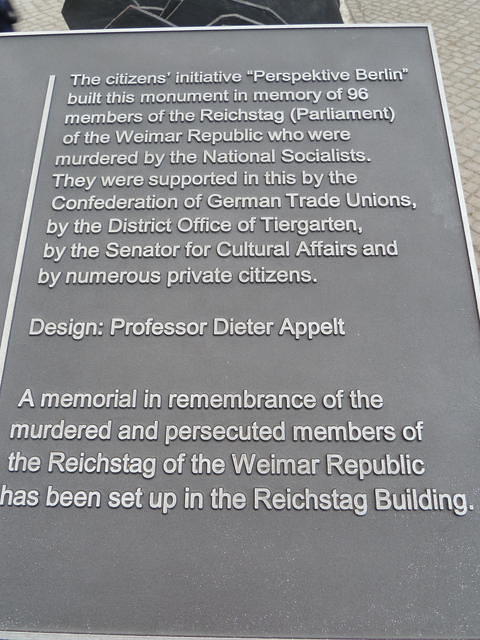 The citizens' initiative "Perspektive Berlin"
built this monument in memory of 96
members of the Reichstag (Parliament)
of the Weimar Republic who were
murdered by the National Socialists.
They were supported in this by the
Confederation of German Trade Unions,
by the District Office of Tiergarten,
by the Senator for Cultural Affairs and
by numerous private citizens.
Design: Professor Dieter Appelt
A memorial in remembrance of the
murdered and persecuted members of
the Reichstag of the Weimar Republic
has been set up in the Reichstag Building.